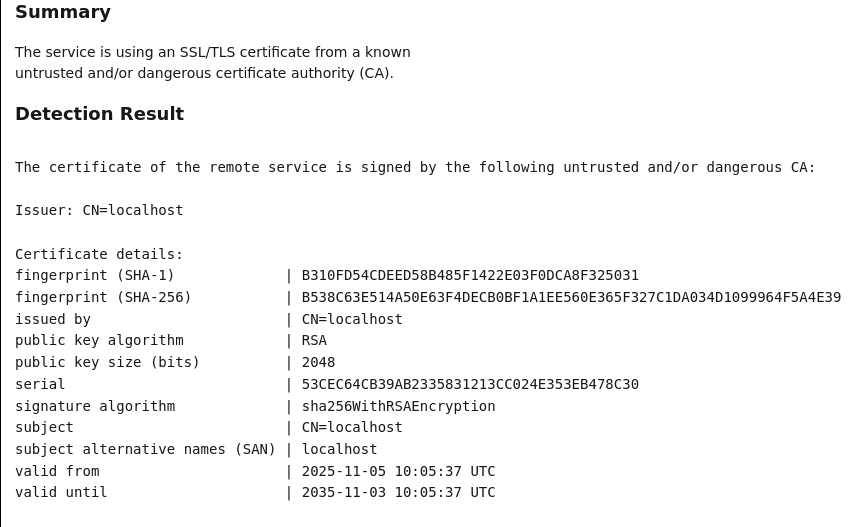 Summary
The service is using an SSL/TLS certificate from a known
untrusted and/or dangerous certificate authority (CA).
Detection Result
The certificate of the remote service is signed by the following untrusted and/or dangerous CA:
Issuer: CN=localhost
Certificate details:
fingerprint (SHA-1)             | B310FD54CDEED58B485F1422E03F0DCA8F325031
fingerprint (SHA-256)           | B538C63E514A50E63F4DECB0BF1A1EE560E365F327C1DA034D1099964F5A4E39
issued by                       | CN=localhost
public key algorithm            | RSA
public key size (bits)          | 2048
serial                          | 53CEC64CB39AB2335831213CC024E353EB478C30
signature algorithm             | sha256WithRSAEncryption
subject                         | CN=localhost
subject alternative names (SAN) | localhost
valid from                      | 2025-11-05 10:05:37 UTC
valid until                     | 2035-11-03 10:05:37 UTC